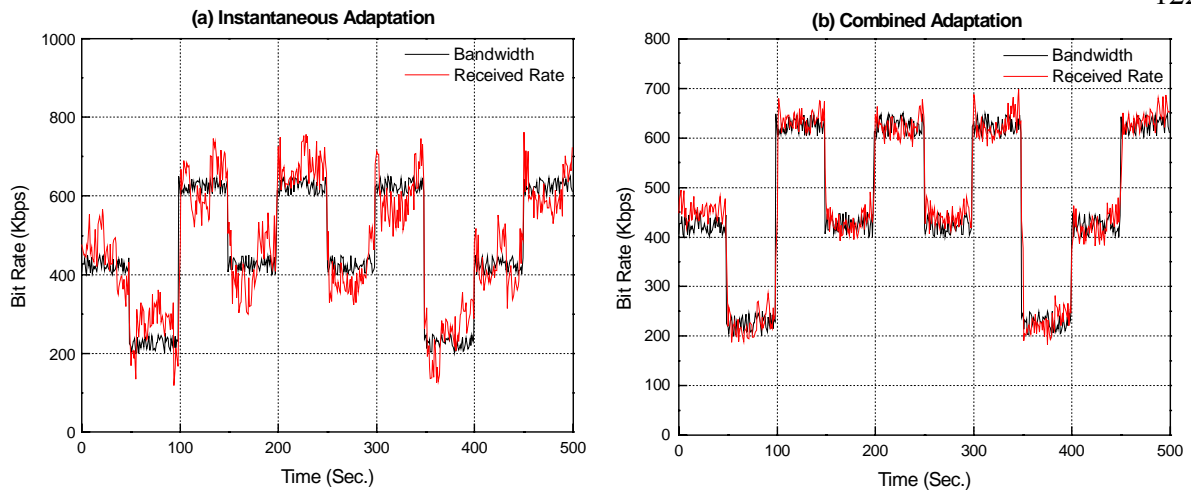 (a) Instantaneous Adaptation
Bandwidth
Received Rate
Bit Rate (Kbps)
1000
800
600
400
200
0
0 100 200 300 400 500
Time (Sec.)
(b) Combined Adaptation
Bandwidth
Received Rate
Bit Rate (Kbps)
800
700
600
500
400
300
200
100
0
0 100 200 300 400 500
Time (Sec.)